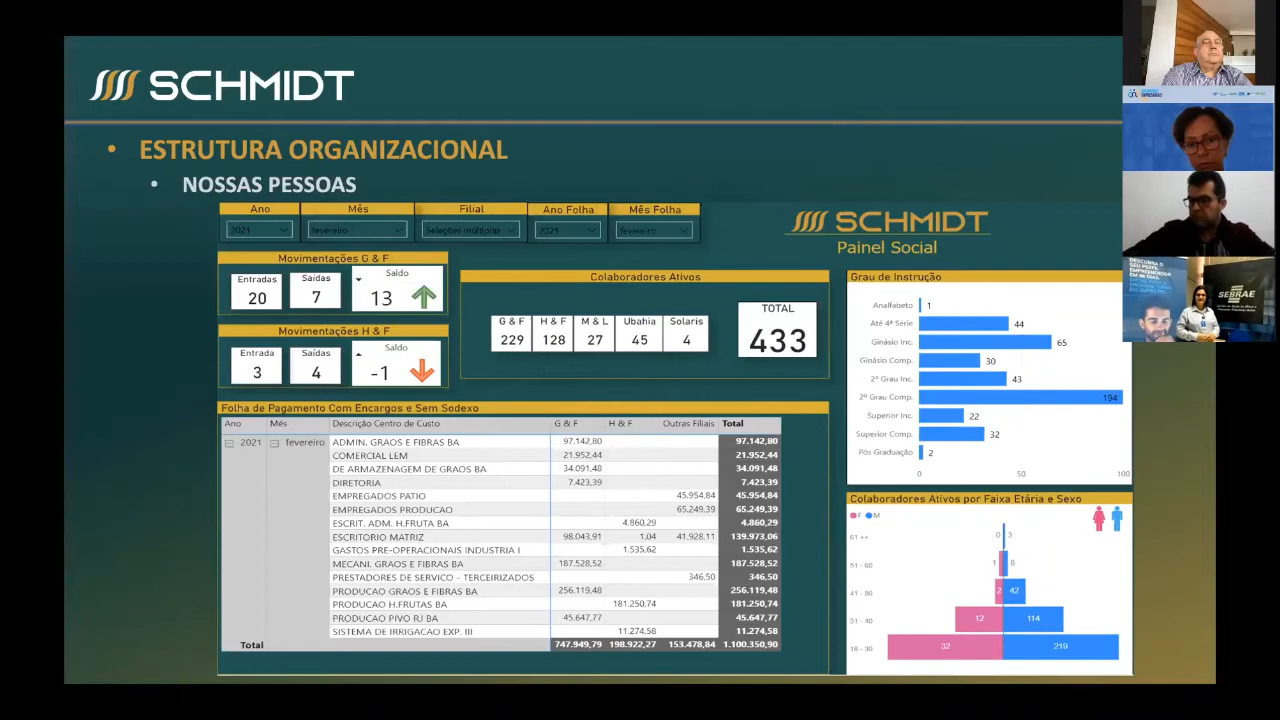 SCHMIDT
• ESTRUTURA ORGANIZACIONAL
• NOSSAS PESSOAS
Ano Mês Filial Ano Folha Mês Folha
2021 fevereiro Seleções múltiplas 2021 fevereiro
SCHMIDT
Painel Social
Movimentações G & F
Entradas Saídas Saldo
20 7 13
Movimentações H & F
Entrada Saídas Saldo
3 4 -1
Colaboradores Ativos
G & F H & F M & L Ubahia Solaris
229 128 27 45 4
TOTAL
433
Folha de Pagamento Com Encargos e Sem Sodexo
Ano Mês Descrição Centro de Custo G & F H & F Outras Filiais Total
2021 fevereiro ADMIN. GRAOS E FIBRAS BA 97.142,80 97.142,80
COMERCIAL LEM 21.952,44 21.952,44
DE ARMAZENAGEM DE GRAOS BA 34.091,48 34.091,48
DIRETORIA 7.423,39 7.423,39
EMPREGADOS PATIO 45.954,84 45.954,84
EMPREGADOS PRODUCAO 65.249,39 65.249,39
ESCRIT. ADM. H.FRUTA BA 4.860,29 4.860,29
ESCRITORIO MATRIZ 98.043,91 1,04 41.928,11 139.973,06
GASTOS PRE-OPERACIONAIS INDUSTRIA I 1.535,62 1.535,62
MECANI. GRAOS E FIBRAS BA 187.528,52 187.528,52
PRESTADORES DE SERVICO - TERCEIRIZADOS 346,50 346,50
PRODUCAO GRAOS E FIBRAS BA 256.119,48 256.119,48
PRODUCAO H.FRUTAS BA 181.250,74 181.250,74
PRODUCAO PIVO RJ BA 45.647,77 45.647,77
SISTEMA DE IRRIGACAO EXP. III 11.274,58 11.274,58
Total 747.949,79 198.922,27 153.478,84 1.100.350,90
Grau de Instrução
Analfabeto 1
Até 4ª Série 44
Ginásio Inc. 65
Ginásio Comp. 30
2º Grau Inc. 43
2º Grau Comp. 194
Superior Inc. 22
Superior Comp. 32
Pós Graduação 2
0 50 100
Colaboradores Ativos por Faixa Etária e Sexo
F M
61 ++ 0 3
51 - 60 1 8
41 - 50 2 42
31 - 40 12 114
18 - 30 32 219
DESCUBRA O
SEU PERFIL
EMPREENDEDOR
SEBRAE